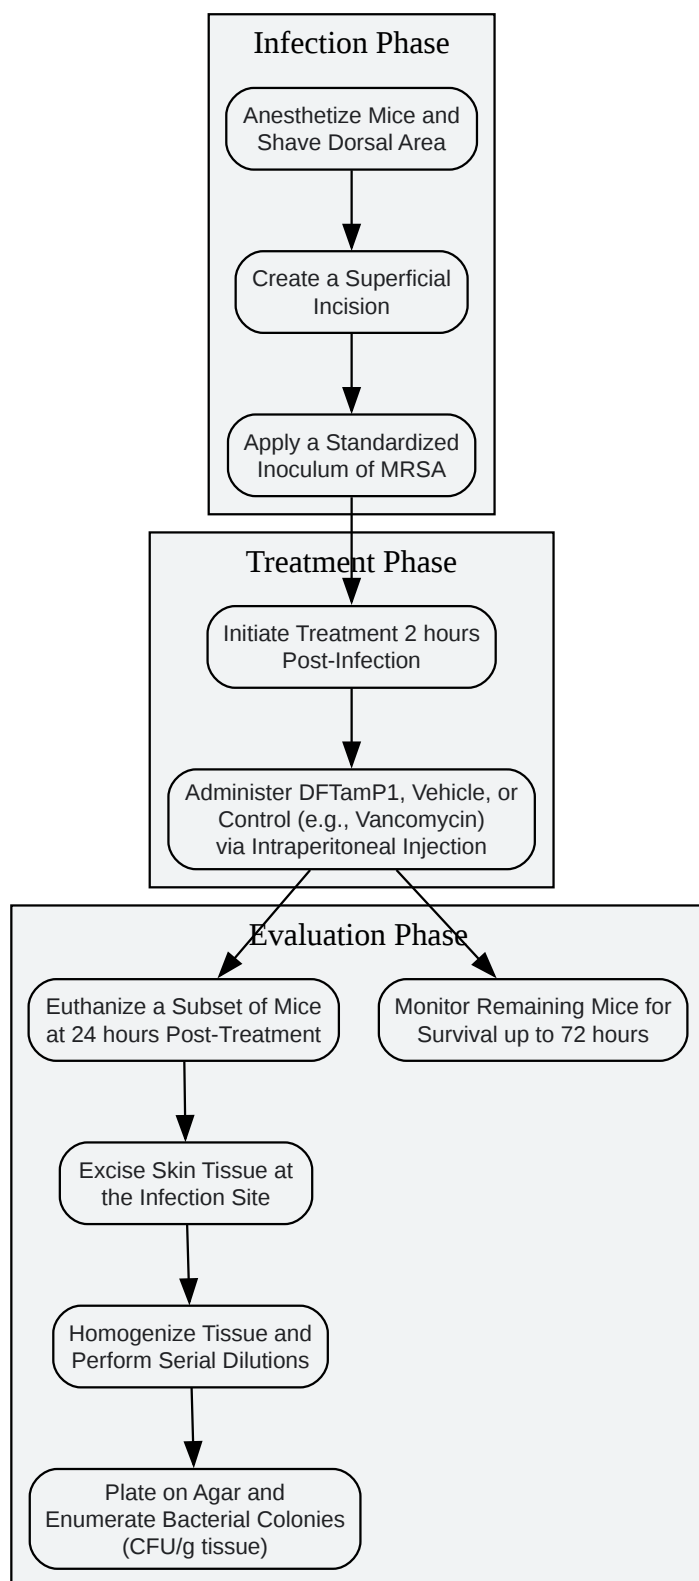 Infection Phase
Anesthetize Mice and
Shave Dorsal Area
Create a Superficial
Incision
Apply a Standardized
Inoculum of MRSA
Treatment Phase
Initiate Treatment 2 hours
Post-Infection
Administer DFTamP1, Vehicle, or
Control (e.g., Vancomycin)
via Intraperitoneal Injection
Evaluation Phase
Euthanize a Subset of Mice
at 24 hours Post-Treatment
Monitor Remaining Mice for
Survival up to 72 hours
Excise Skin Tissue at
the Infection Site
Homogenize Tissue and
Perform Serial Dilutions
Plate on Agar and
Enumerate Bacterial Colonies
(CFU/g tissue)